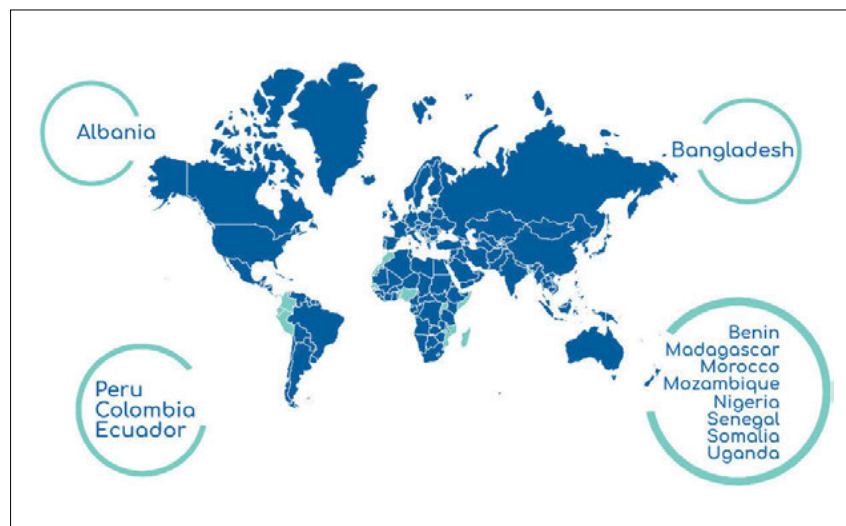 Albania
Bangladesh
Peru
Colombia
Ecuador
Benin
Madagascar
Morocco
Mozambique
Nigeria
Senegal
Somalia
Uganda